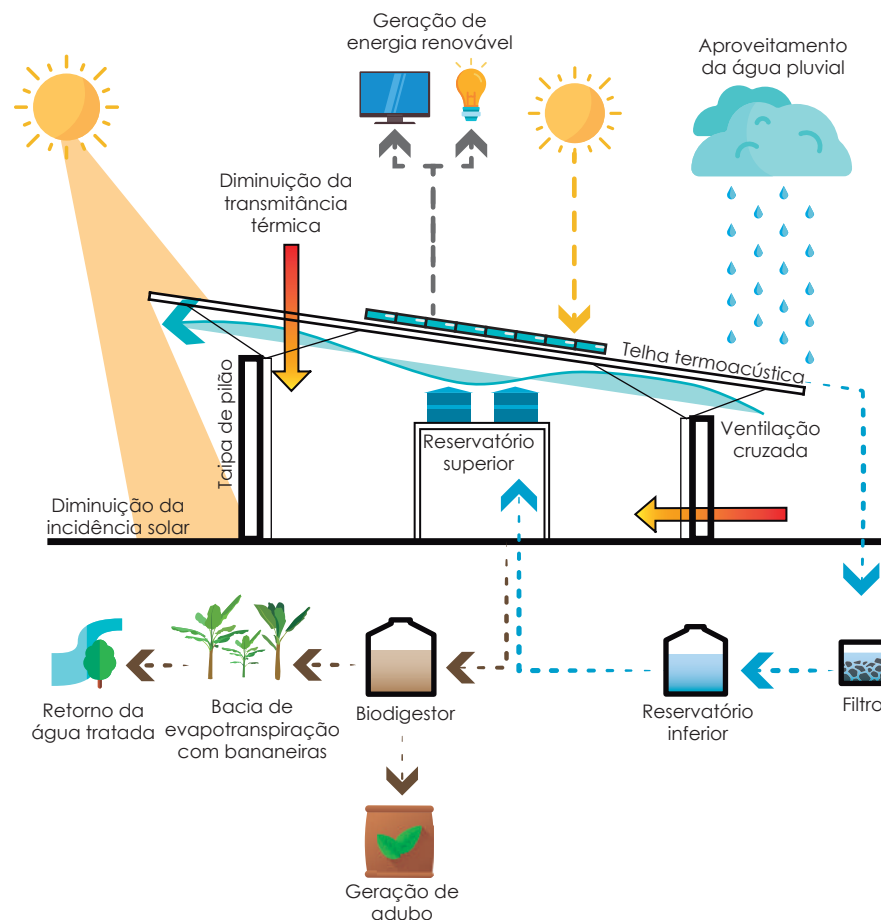 Geração de
energia renovável
Aproveitamento
da água pluvial
Diminuição da
transmitância
térmica
Telha termoacústica
Taipa de pilão
Reservatório
superior
Ventilação
cruzada
Diminuição da
incidência solar
Retorno da
água tratada
Bacia de
evapotranspiração
com bananeiras
Biodigestor
Reservatório
inferior
Filtro
Geração de
adubo